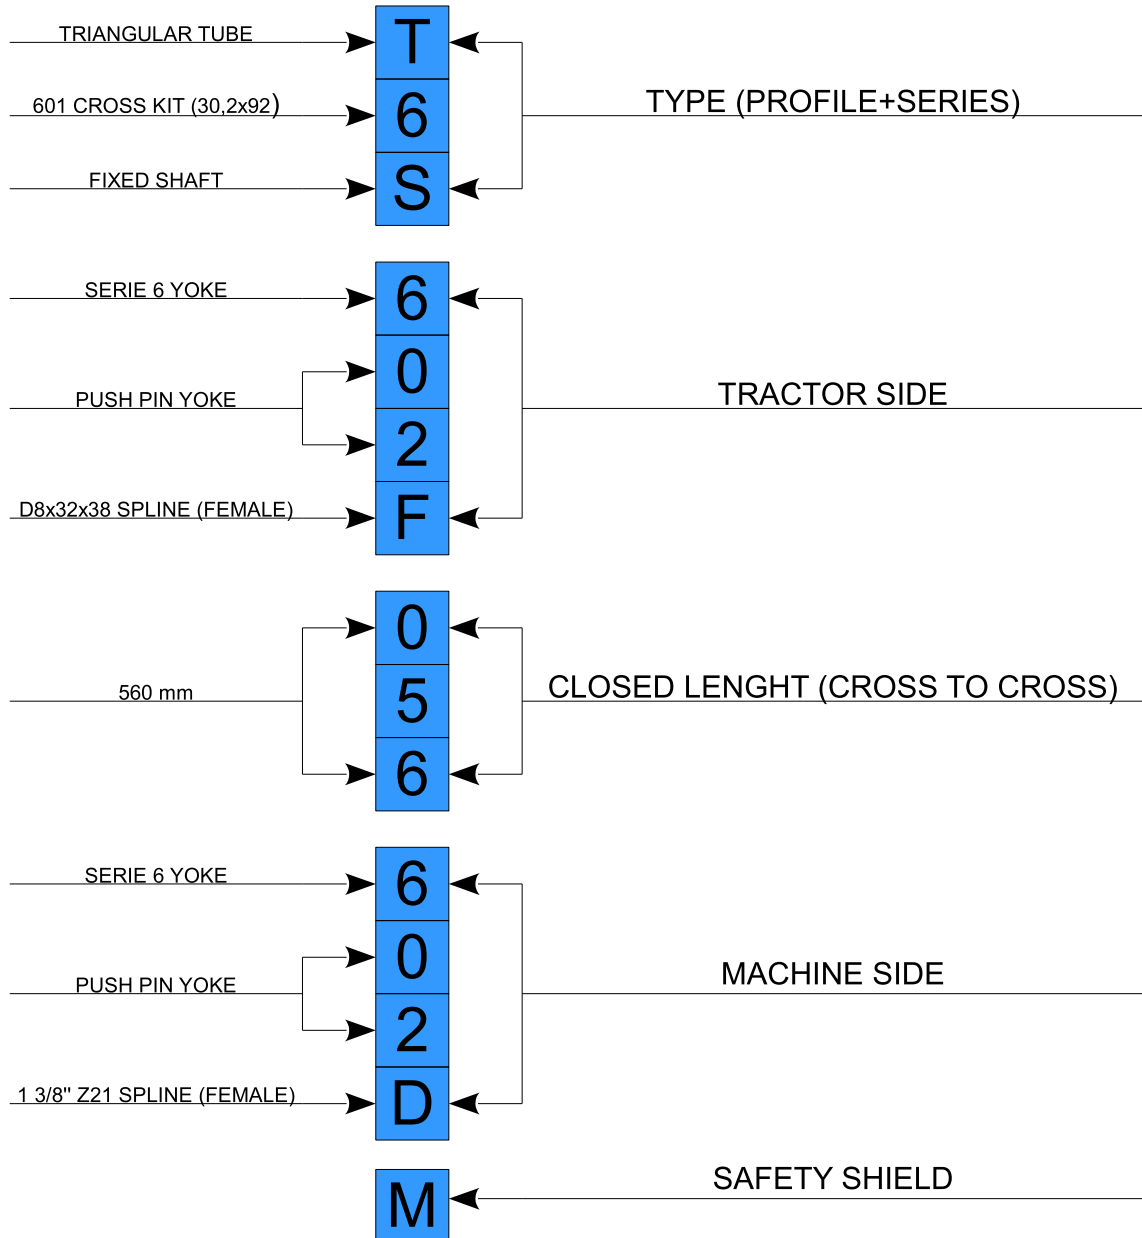 TRIANGULAR TUBE
T
601 CROSS KIT (30,2x92)
6
TYPE (PROFILE+SERIES)
FIXED SHAFT
S
SERIE 6 YOKE
6
0
PUSH PIN YOKE
TRACTOR SIDE
2
D8x32x38 SPLINE (FEMALE)
F
0
560 mm
5
CLOSED LENGHT (CROSS TO CROSS)
6
SERIE 6 YOKE
6
0
PUSH PIN YOKE
MACHINE SIDE
2
1 3/8" Z21 SPLINE (FEMALE)
D
M
SAFETY SHIELD